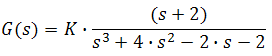 G(s) = K · (s + 2) / (s³ + 4 · s² − 2 · s − 2)